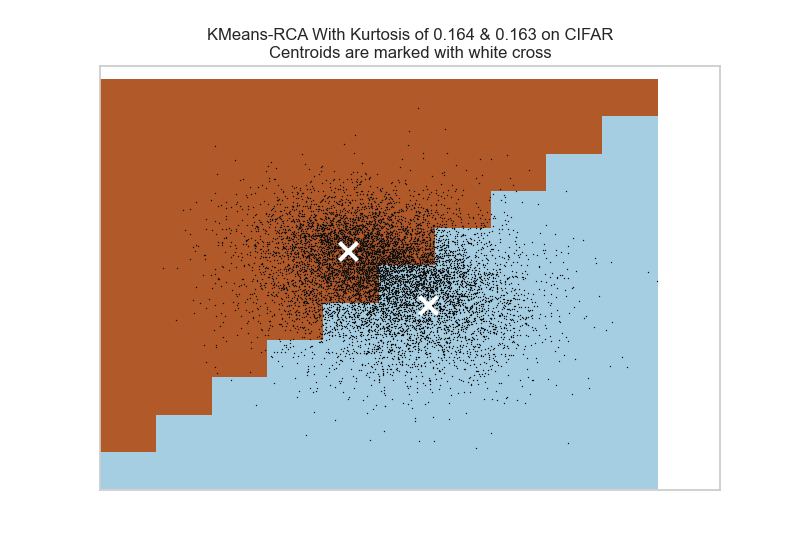 KMeans-RCA With Kurtosis of 0.164 & 0.163 on CIFAR
Centroids are marked with white cross